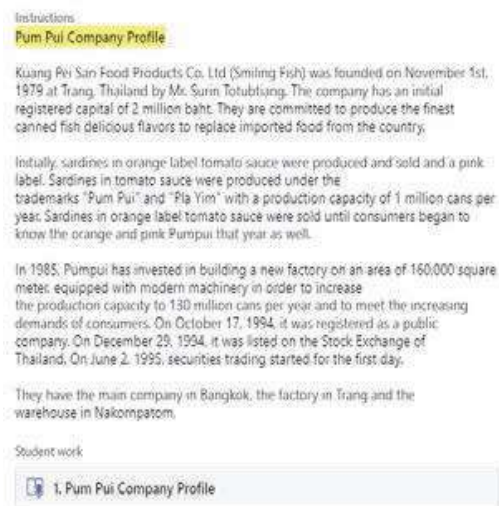 Instructions
Pum Pui Company Profile
Kuang Pei San Food Products Co. Ltd (Smiling Fish) was founded on November 1st,
1979 at Trang, Thailand by Mr. Surin Totubtiang. The company has an initial
registered capital of 2 million baht. They are committed to produce the finest
canned fish delicious flavors to replace imported food from the country.
Initially, sardines in orange label tomato sauce were produced and sold and a pink
label. Sardines in tomato sauce were produced under the
trademarks "Pum Pui" and "Pla Yim" with a production capacity of 1 million cans per
year. Sardines in orange label tomato sauce were sold until consumers began to
know the orange and pink Pumpui that year as well.
In 1985, Pumpui has invested in building a new factory on an area of 160,000 square
meter, equipped with modern machinery in order to increase
the production capacity to 130 million cans per year and to meet the increasing
demands of consumers. On October 17, 1994, it was registered as a public
company. On December 29, 1994, it was listed on the Stock Exchange of
Thailand. On June 2, 1995, securities trading started for the first day.
They have the main company in Bangkok, the factory in Trang and the
warehouse in Nakornpatom.
Student work
1. Pum Pui Company Profile